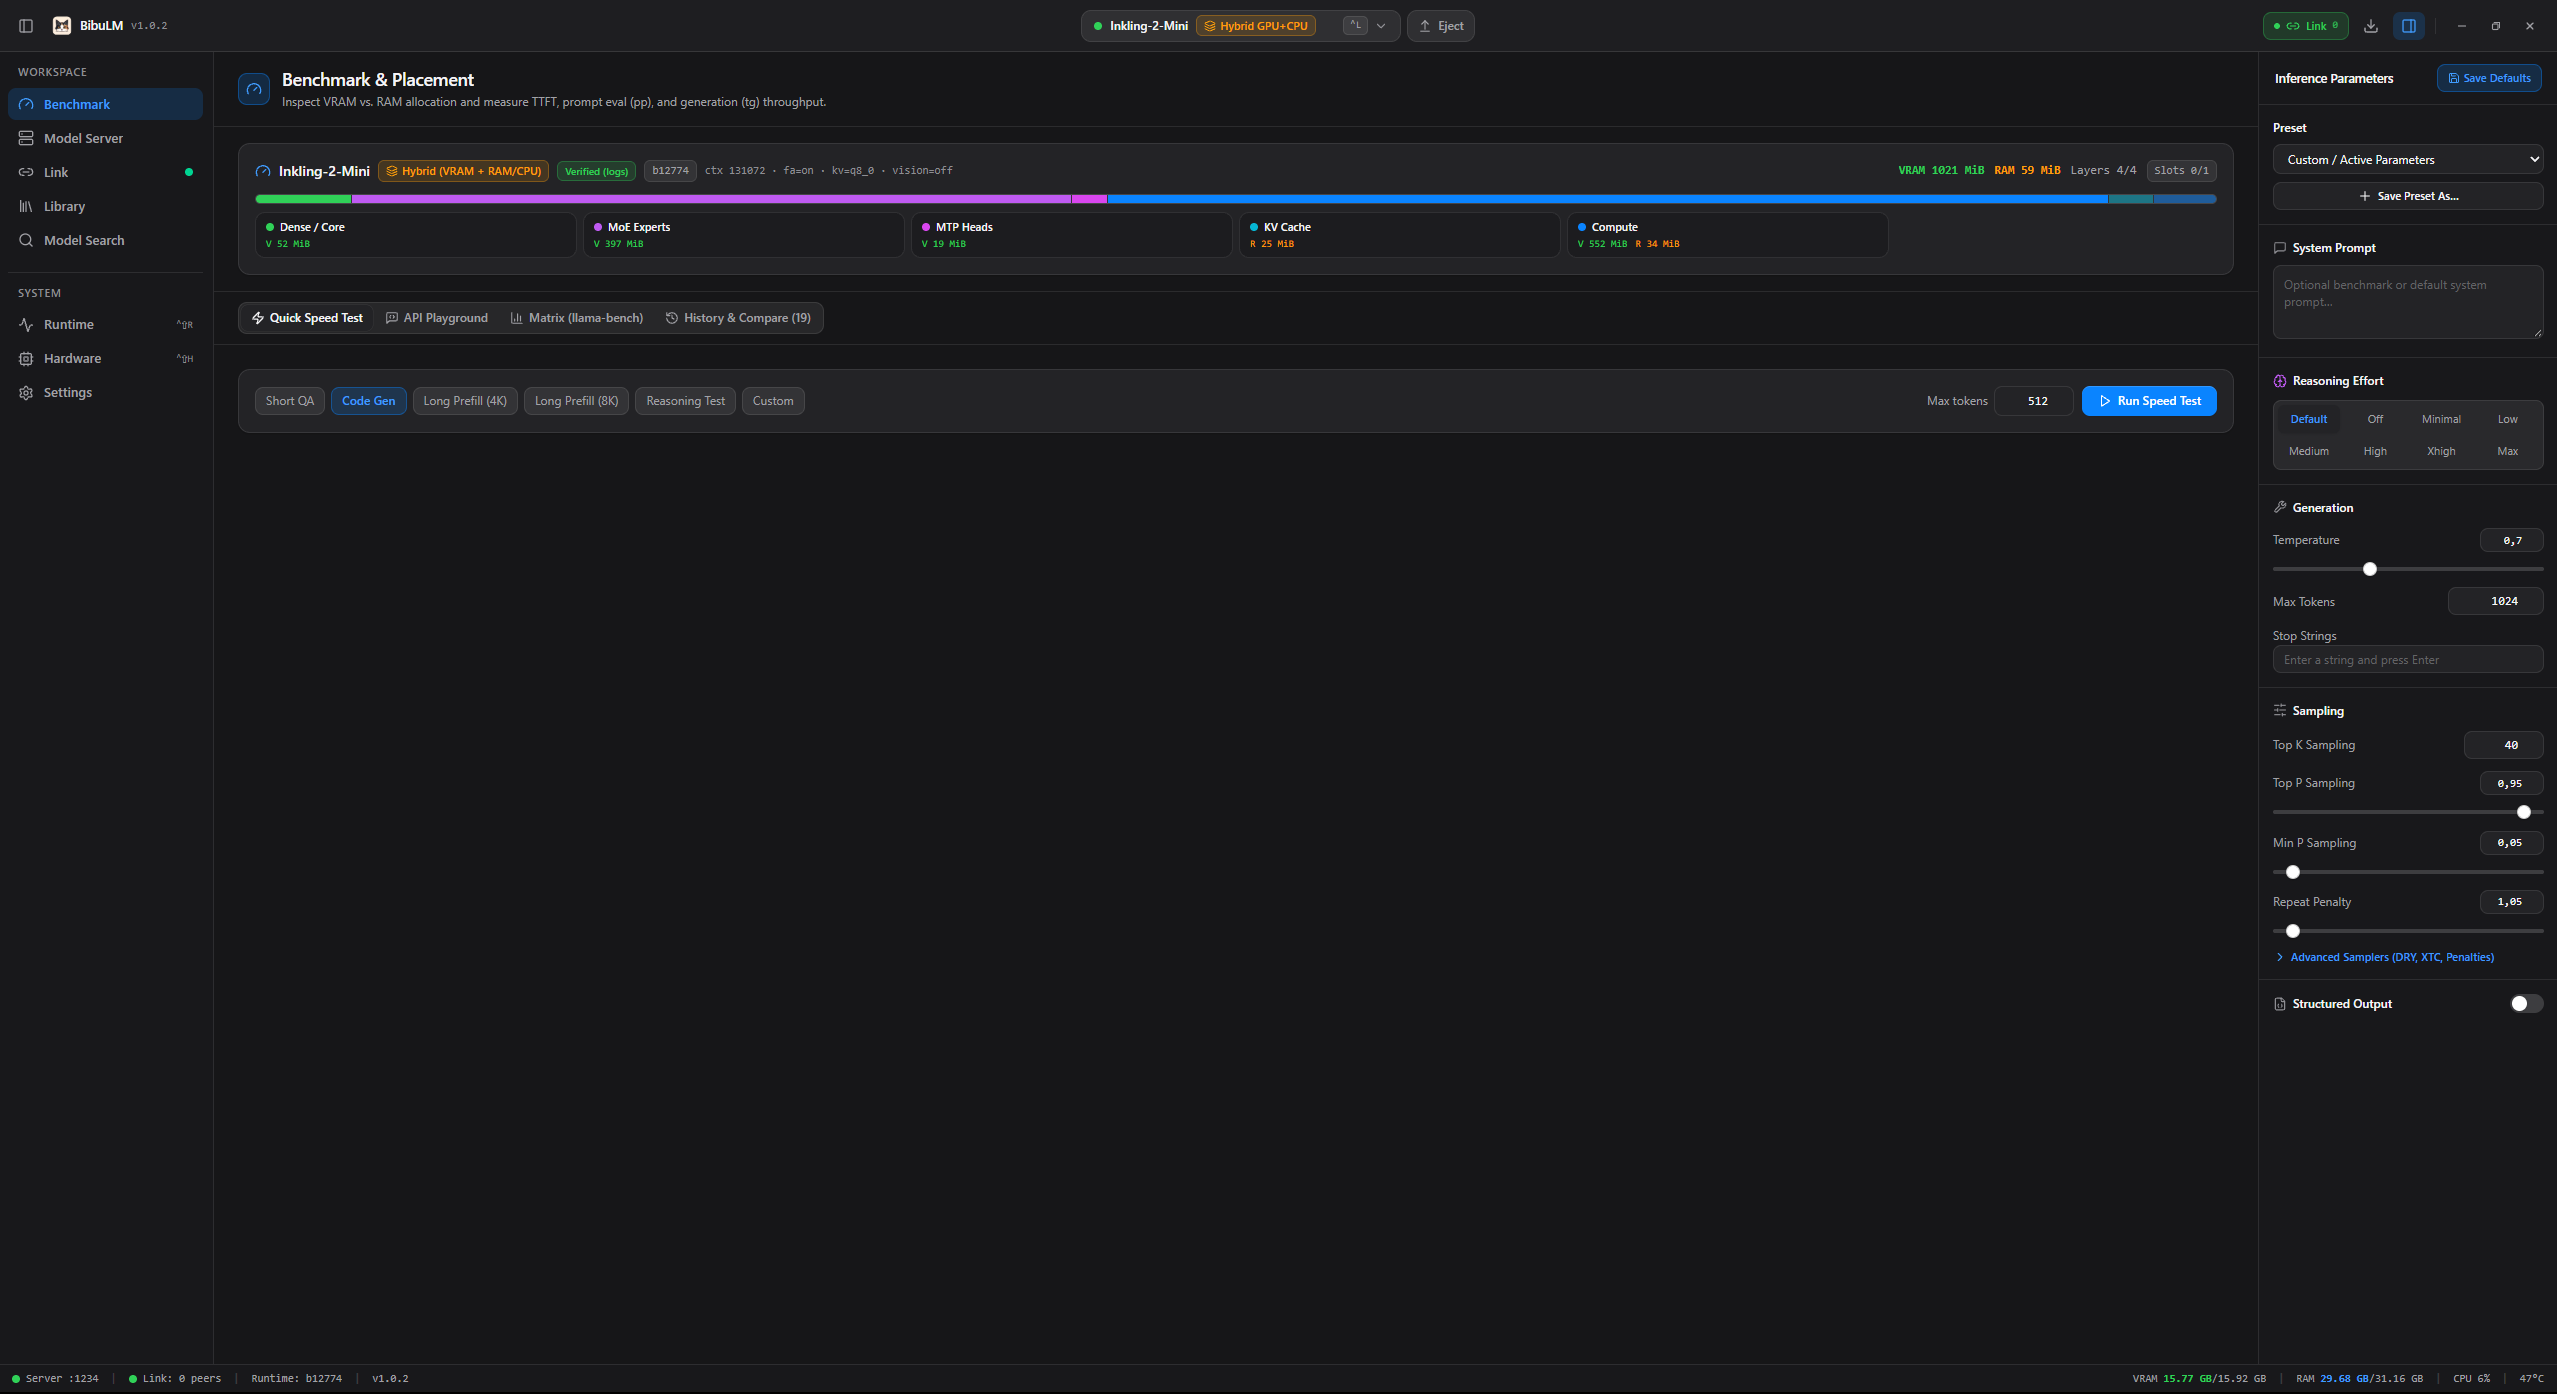 BibuLM v1.0.2
Inkling-2-Mini Hybrid GPU+CPU ^L Eject
Link 0
WORKSPACE
Benchmark
Model Server
Link
Library
Model Search
SYSTEM
Runtime ^⇧R
Hardware ^⇧H
Settings
Benchmark & Placement
Inspect VRAM vs. RAM allocation and measure TTFT, prompt eval (pp), and generation (tg) throughput.
Inkling-2-Mini Hybrid (VRAM + RAM/CPU) Verified (logs) b12774 ctx 131072 · fa=on · kv=q8_0 · vision=off VRAM 1021 MiB RAM 59 MiB Layers 4/4 Slots 0/1
Dense / Core
V 52 MiB
MoE Experts
V 397 MiB
MTP Heads
V 19 MiB
KV Cache
R 25 MiB
Compute
V 552 MiB R 34 MiB
Quick Speed Test API Playground Matrix (llama-bench) History & Compare (19)
Short QA Code Gen Long Prefill (4K) Long Prefill (8K) Reasoning Test Custom Max tokens 512 Run Speed Test
Inference Parameters Save Defaults
Preset
Custom / Active Parameters
Save Preset As...
System Prompt
Optional benchmark or default system
prompt...
Reasoning Effort
Default Off Minimal Low
Medium High Xhigh Max
Generation
Temperature 0,7
Max Tokens 1024
Stop Strings
Enter a string and press Enter
Sampling
Top K Sampling 40
Top P Sampling 0,95
Min P Sampling 0,05
Repeat Penalty 1,05
Advanced Samplers (DRY, XTC, Penalties)
Structured Output
Server :1234 | Link: 0 peers | Runtime: b12774 | v1.0.2 VRAM 15.77 GB/15.92 GB | RAM 29.68 GB/31.16 GB | CPU 6% | 47°C